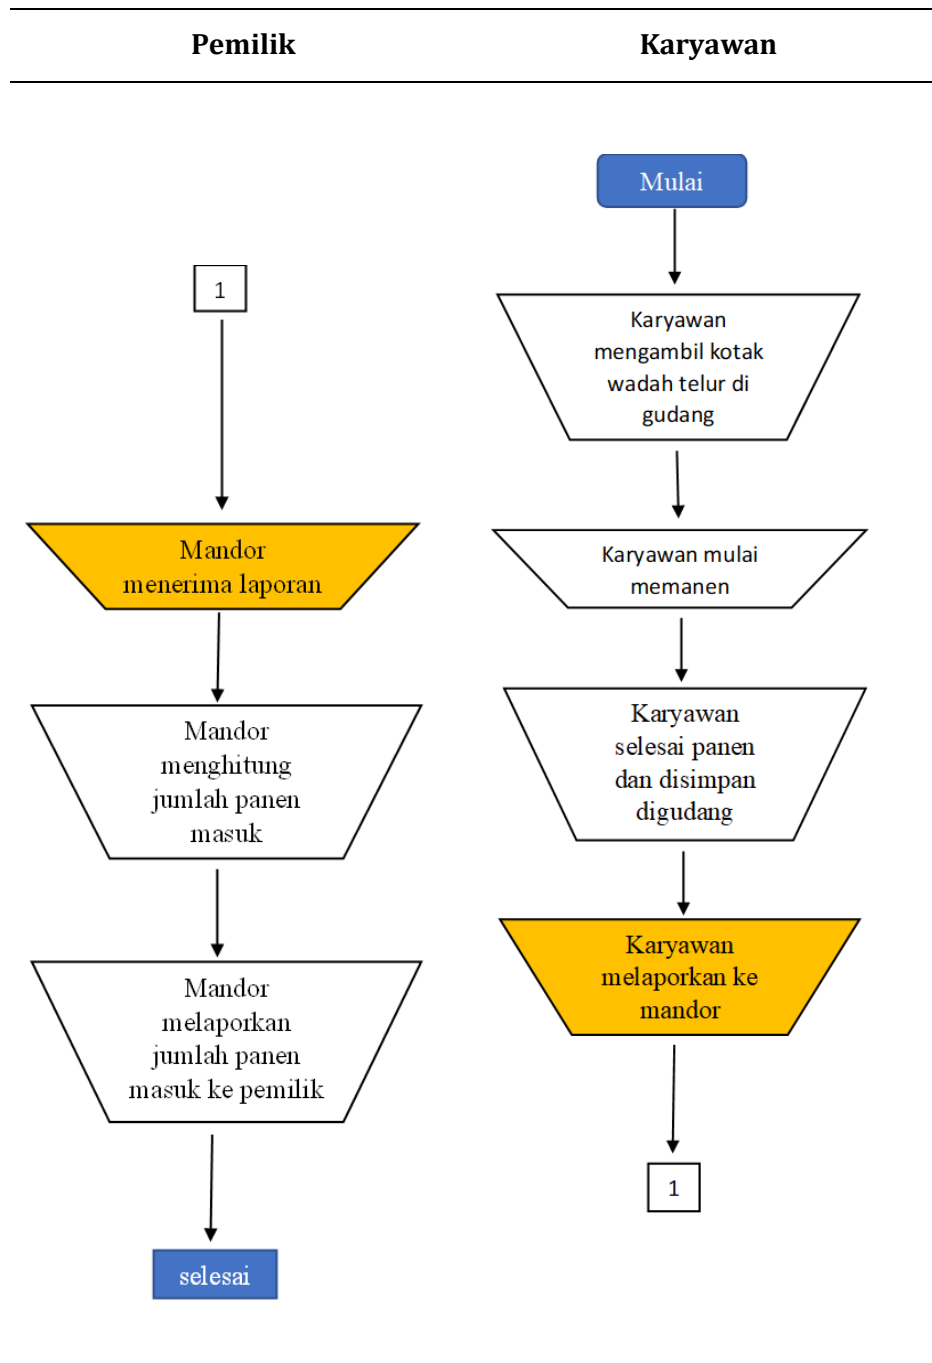 Pemilik
Karyawan
Mulai
Karyawan
mengambil kotak
wadah telur di
gudang
Karyawan mulai
memanen
Karyawan
selesai panen
dan disimpan
digudang
Karyawan
melaporkan ke
mandor
1
1
Mandor
menerima laporan
Mandor
menghitung
jumlah panen
masuk
Mandor
melaporkan
jumlah panen
masuk ke pemilik
selesai